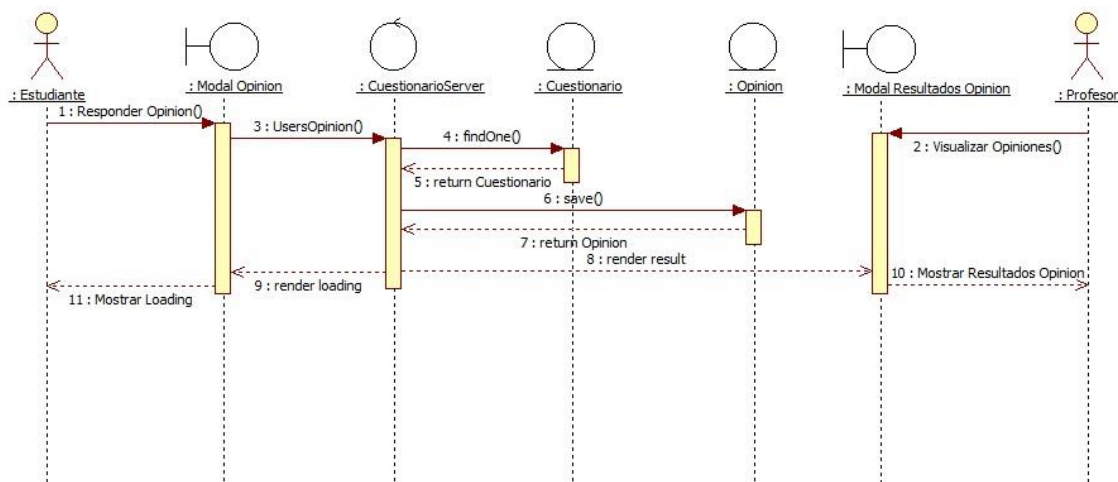 : Estudiante
: Modal Opinion
: CuestionarioServer
: Cuestionario
: Opinion
: Modal Resultados Opinion
: Profesor
1 : Responder Opinion()
3 : UsersOpinion()
4 : findOne()
2 : Visualizar Opiniones()
5 : return Cuestionario
6 : save()
7 : return Opinion
8 : render result
10 : Mostrar Resultados Opinion
9 : render loading
11 : Mostrar Loading